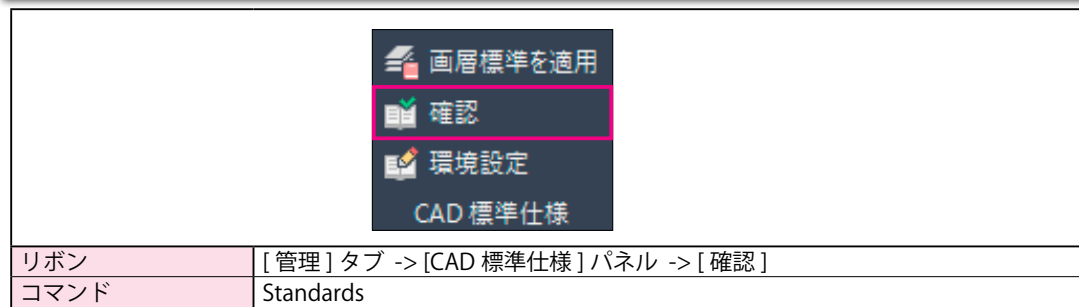 画層標準を適用
確認
環境設定
CAD 標準仕様
リボン [ 管理 ] タブ -> [CAD 標準仕様 ] パネル -> [ 確認 ]
コマンド Standards